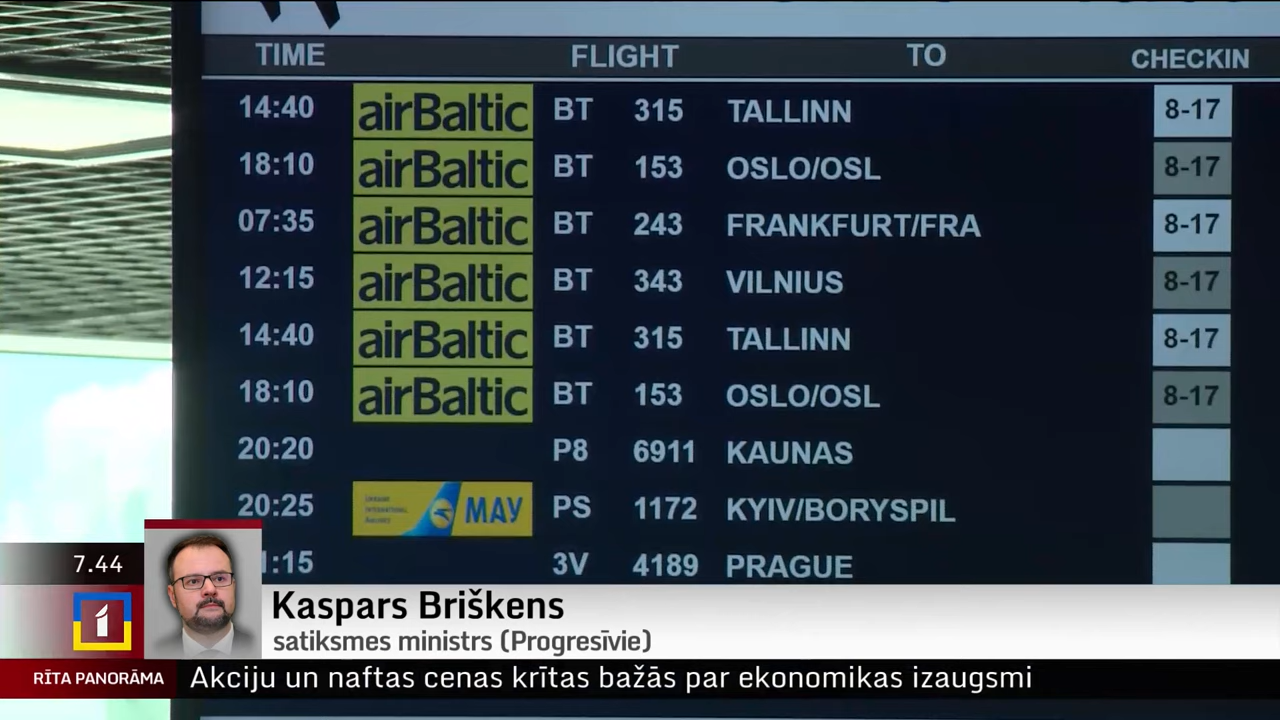 TIME FLIGHT TO CHECKIN
14:40 airBaltic BT 315 TALLINN 8-17
18:10 airBaltic BT 153 OSLO/OSL 8-17
07:35 airBaltic BT 243 FRANKFURT/FRA 8-17
12:15 airBaltic BT 343 VILNIUS 8-17
14:40 airBaltic BT 315 TALLINN 8-17
18:10 airBaltic BT 153 OSLO/OSL 8-17
20:20 P8 6911 KAUNAS
20:25 МАУ PS 1172 KYIV/BORYSPIL
:15 3V 4189 PRAGUE
7.44
1
Kaspars Briškens
satiksmes ministrs (Progresīvie)
RĪTA PANORĀMA Akciju un naftas cenas krītas bažās par ekonomikas izaugsmi